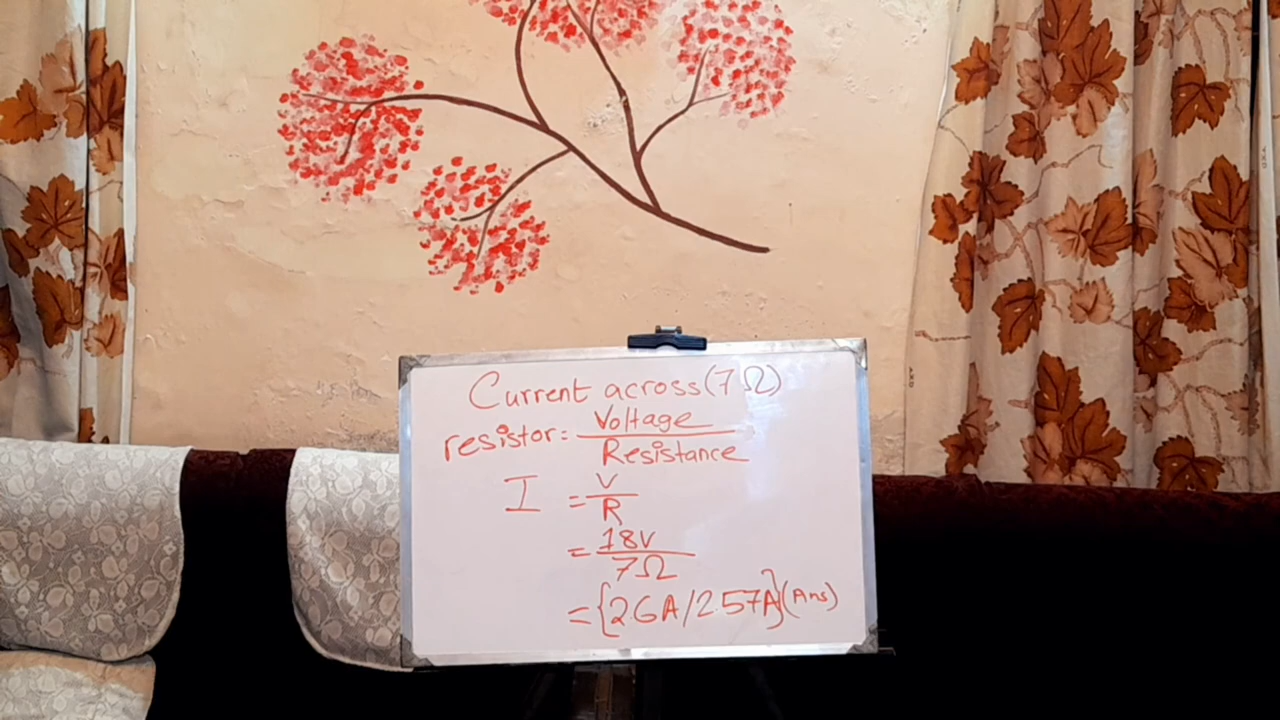 Current across (7Ω)
resistor = Voltage / Resistance
I = V / R
= 18V / 7Ω
= {2.6A/2.57A} (Ans)